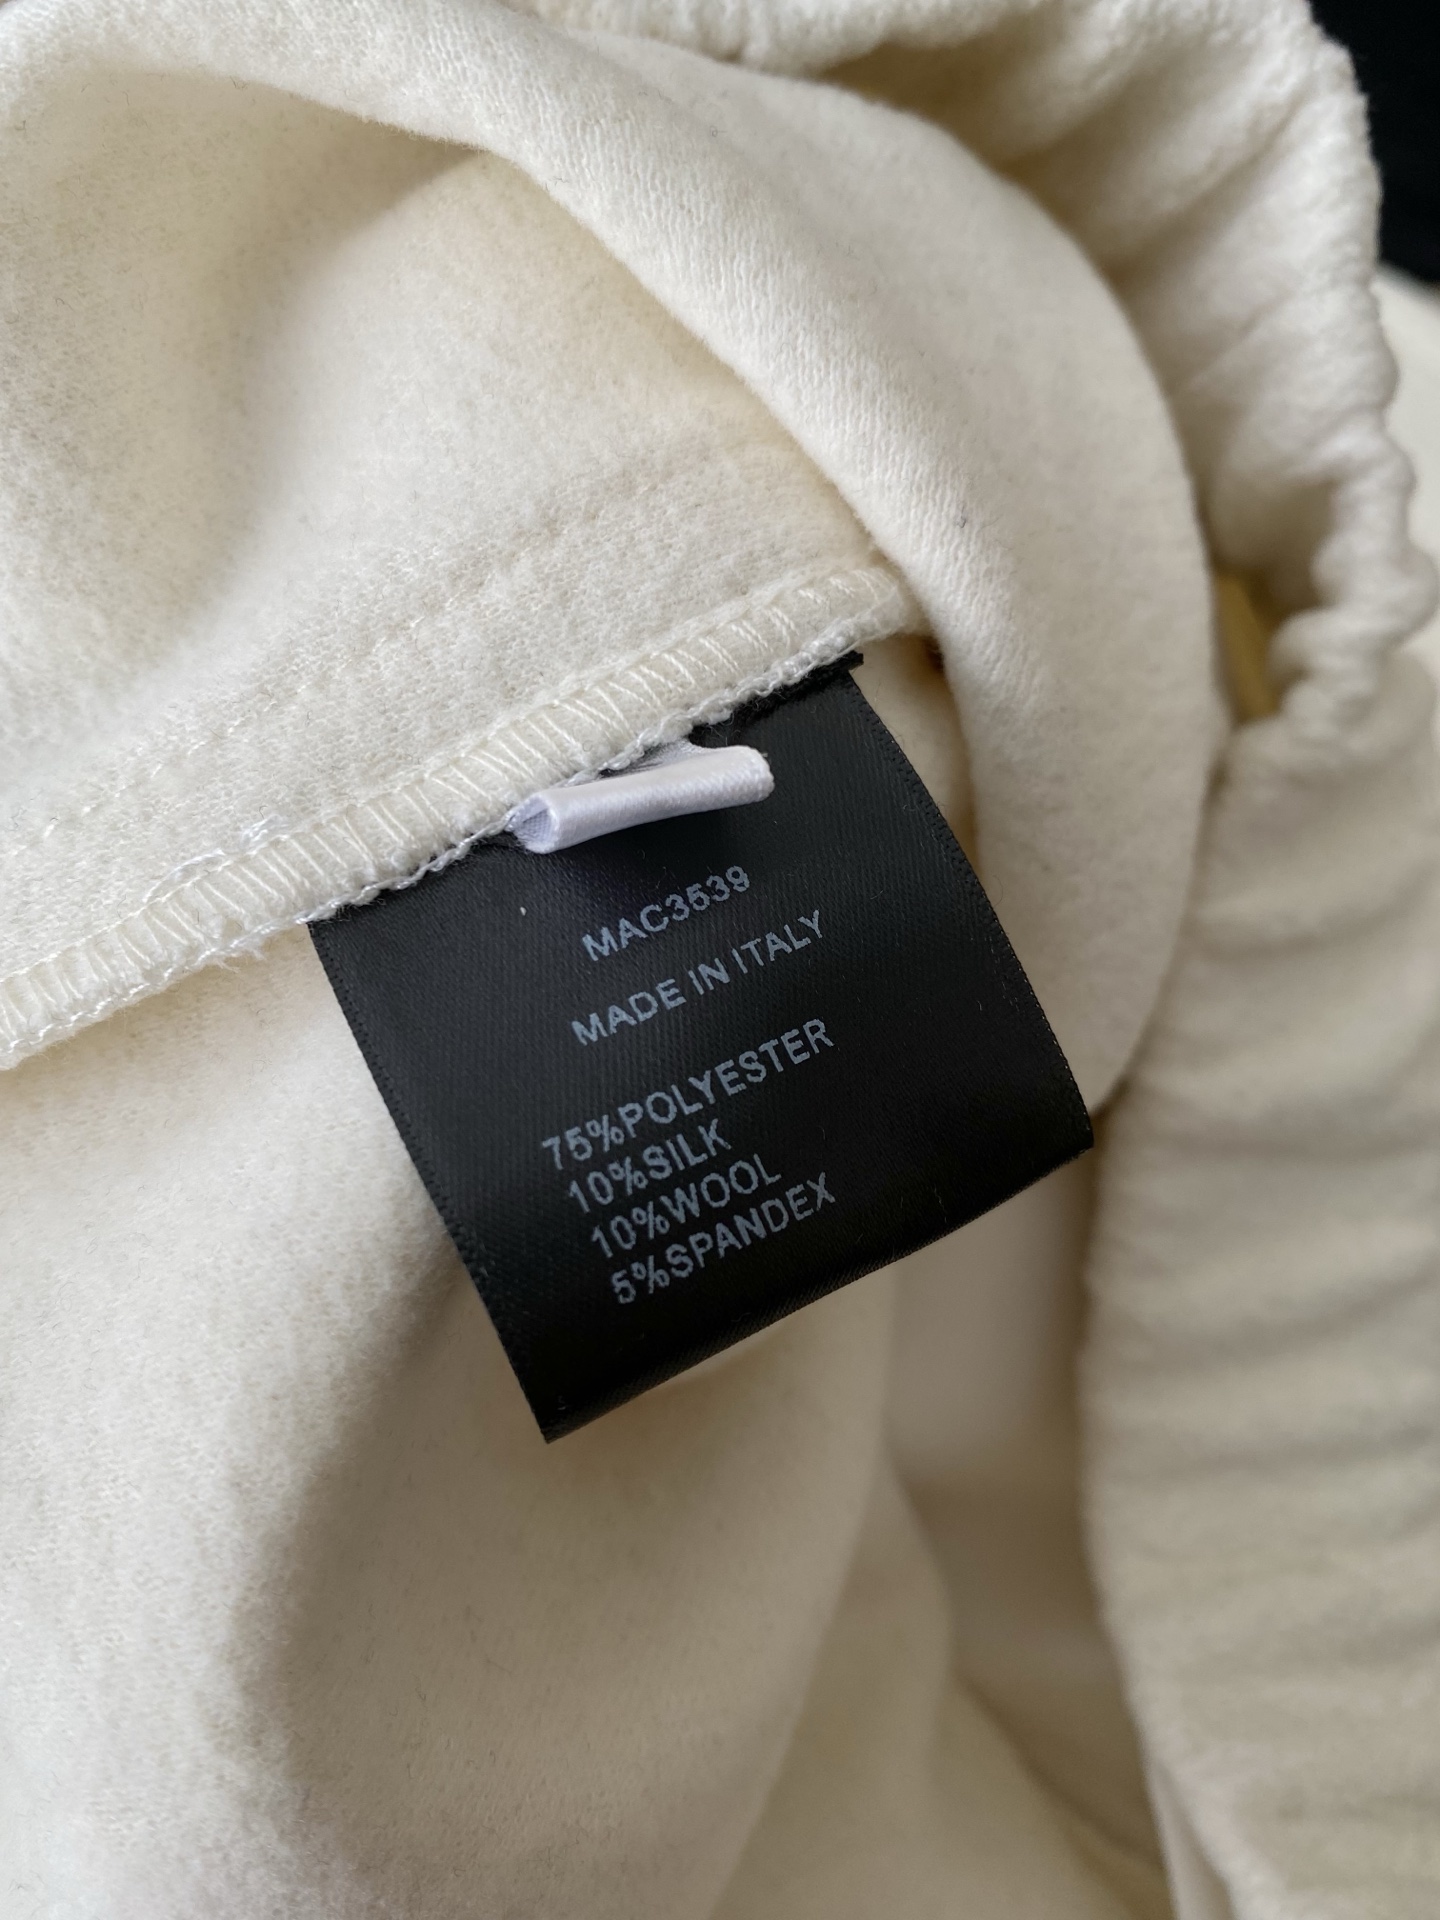 MAC3539
MADE IN ITALY
75%POLYESTER
10%SILK
10%WOOL
5%SPANDEX